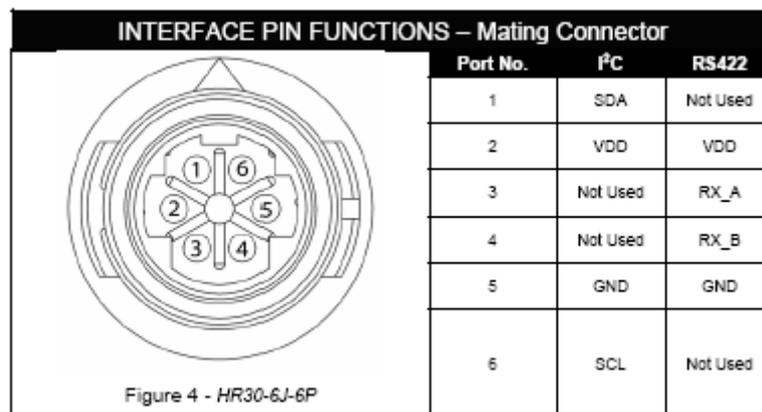 INTERFACE PIN FUNCTIONS – Mating Connector
Port No. I²C RS422
1 SDA Not Used
2 VDD VDD
3 Not Used RX_A
4 Not Used RX_B
5 GND GND
6 SCL Not Used
1 6
2 5
3 4
Figure 4 - HR30-6J-6P